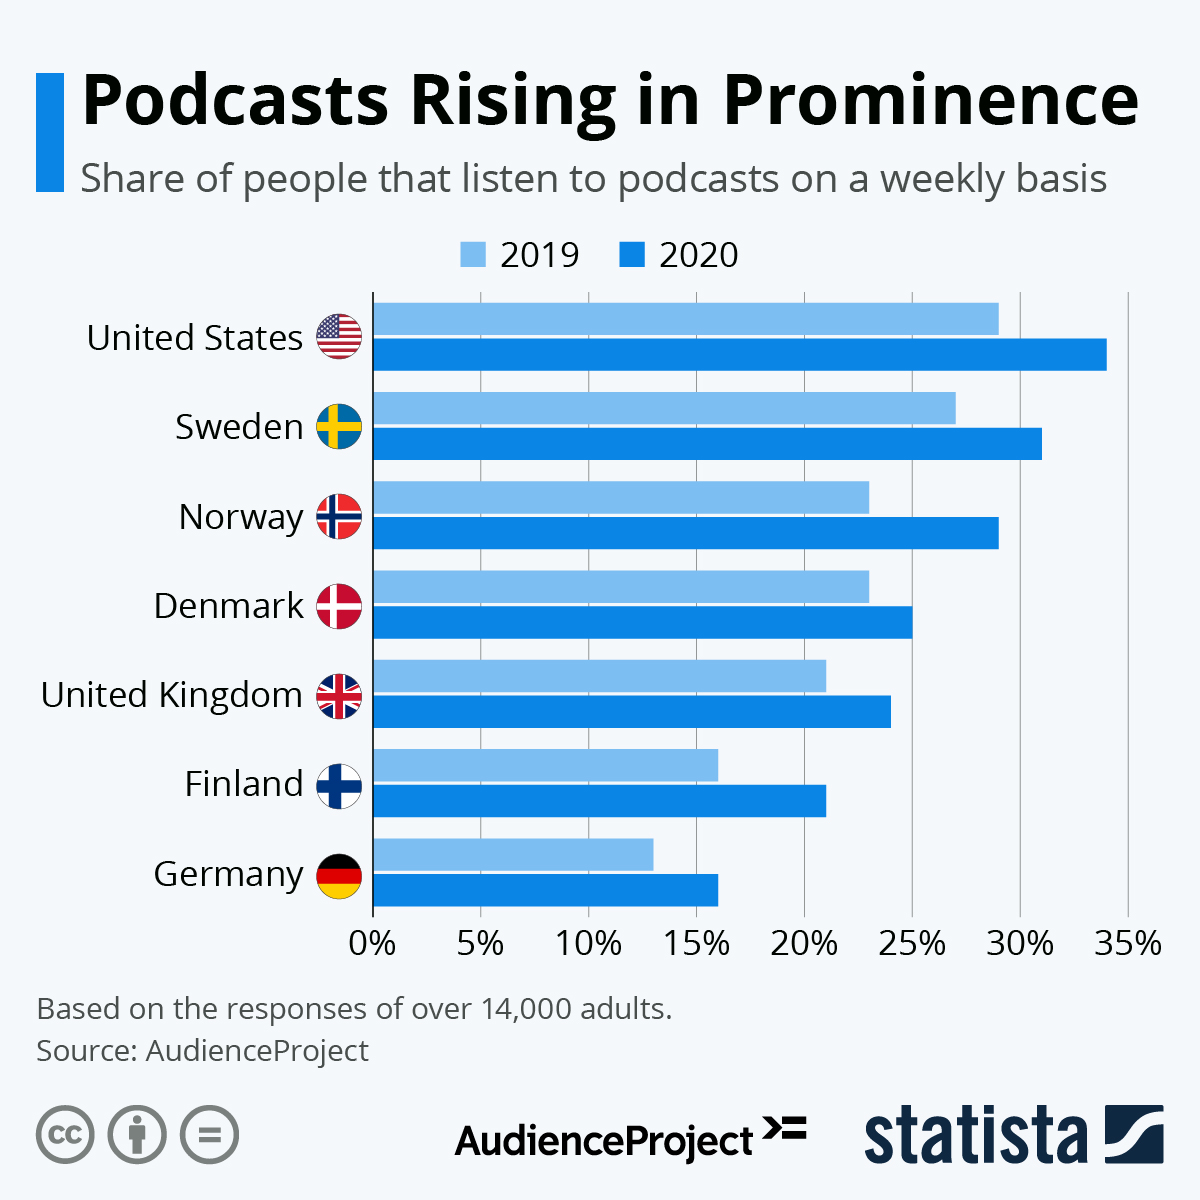 Podcasts Rising in Prominence
Share of people that listen to podcasts on a weekly basis
2019 2020
United States
Sweden
Norway
Denmark
United Kingdom
Finland
Germany
0% 5% 10% 15% 20% 25% 30% 35%
Based on the responses of over 14,000 adults.
Source: AudienceProject
cc
AudienceProject
statista